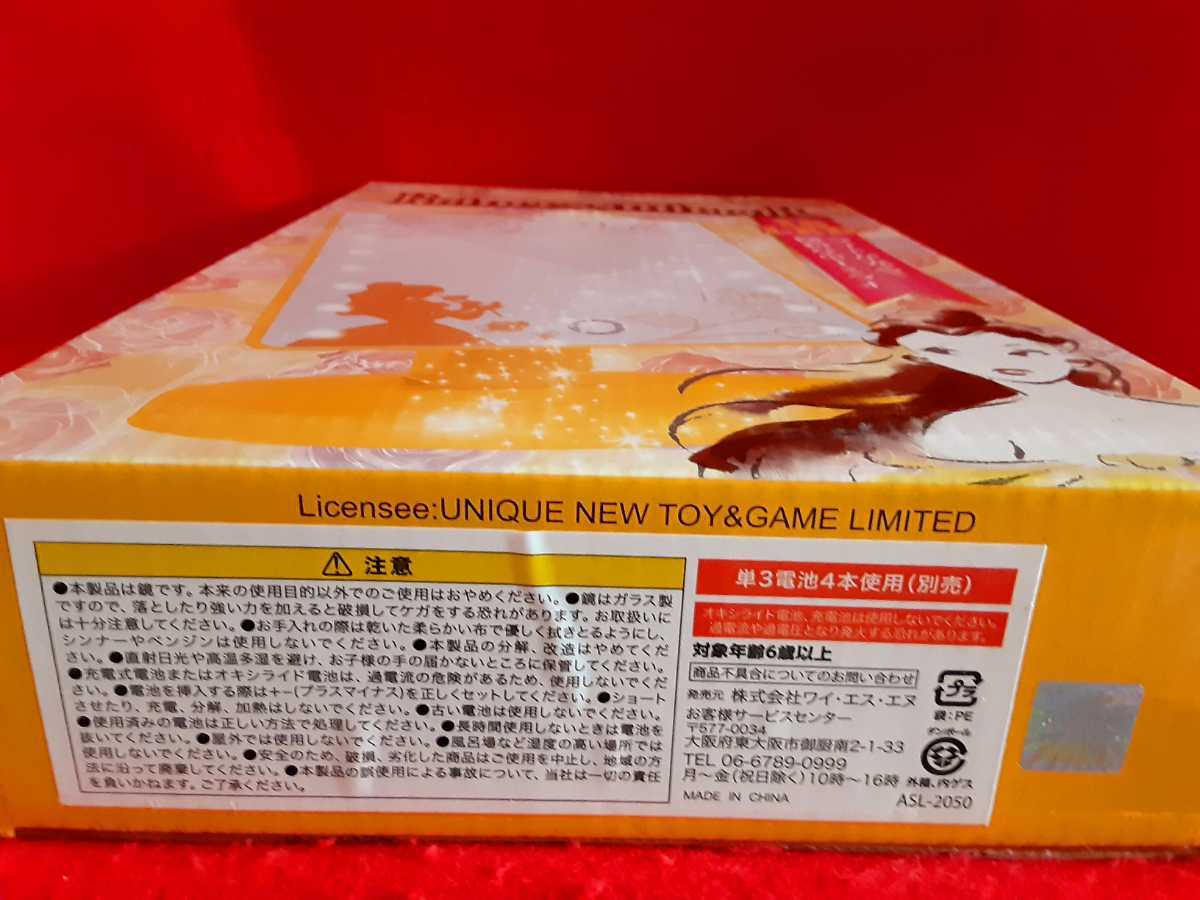 Licensee:UNIQUE NEW TOY&GAME LIMITED
注意
●本製品は鏡です。本来の使用目的以外でのご使用はおやめください。●鏡はガラス製
ですので、落としたり強い力を加えると破損してケガをする恐れがあります。お取扱いに
は十分注意してください。●お手入れの際は乾いた柔らかい布で優しく拭きとるようにし、
シンナーやベンジンは使用しないでください。●本製品の分解、改造はやめてくだ
さい。●直射日光や高温多湿を避け、お子様の手の届かないところに保管してください。
●充電式電池またはオキシライド電池は、過電流の危険があるため、使用しないでくだ
さい。●電池を挿入する際は+−(プラスマイナス)を正しくセットしてください。●ショート
させたり、充電、分解、加熱はしないでください。●古い電池は使用しないでください。
●使用済みの電池は正しい方法で処理してください。●長時間使用しないときは電池を
抜いてください。●屋外では使用しないでください。●風呂場など湿度の高い場所では
使用しないでください。●安全のため、破損、劣化した商品はご使用を中止し、地域の方
法に沿って廃棄してください。●本製品の誤使用による事故について、当社は一切の責任
を負いかねます。ご了承ください。
単3電池4本使用(別売)
オキシライド電池、充電池は使用しないでください。
過電流や過電圧となり発火する恐れがあります。
対象年齢6歳以上
商品不具合についてのお問い合わせ
発売元 株式会社ワイ・エス・エヌ
お客様サービスセンター
〒577-0034
大阪府東大阪市御厨南2-1-33
TEL 06-6789-0999
月〜金(祝日除く)10時〜16時
MADE IN CHINA
プラ
袋:PE
ダンボール
外箱、内ゲス
ASL-2050